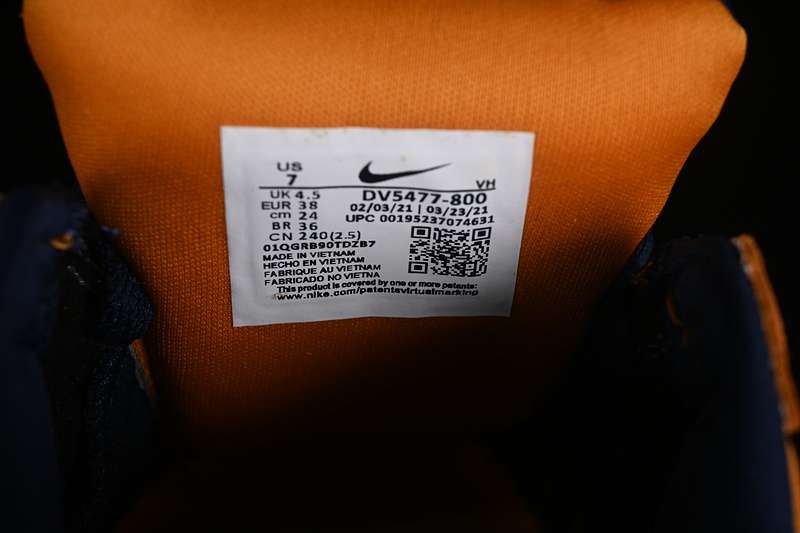 US
7
VH
UK 4.5
DV5477-800
EUR 38
02/03/21 | 03/23/21
cm 24
UPC 00195237074631
BR 36
CN 240(2.5)
01QGRB90TDZB7
MADE IN VIETNAM
HECHO EN VIETNAM
FABRIQUE AU VIETNAM
FABRICADO NO VIETNA
This product is covered by one or more patents:
www.nike.com/patentsvirtualmarking